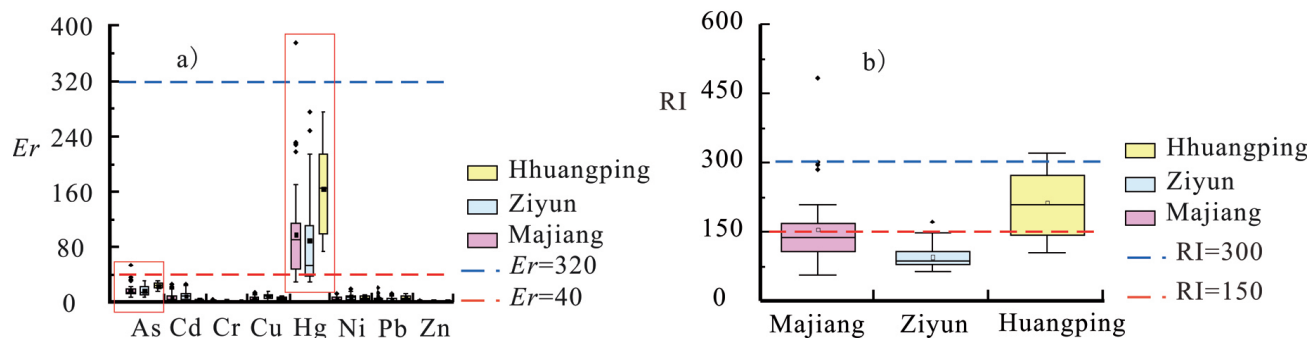 400
320
240
160
80
0
Er
a)
As Cd Cr Cu Hg Ni Pb Zn
Hhuangping
Ziyun
Majiang
Er=320
Er=40
600
450
300
150
0
RI
b)
Majiang Ziyun Huangping
Hhuangping
Ziyun
Majiang
RI=300
RI=150